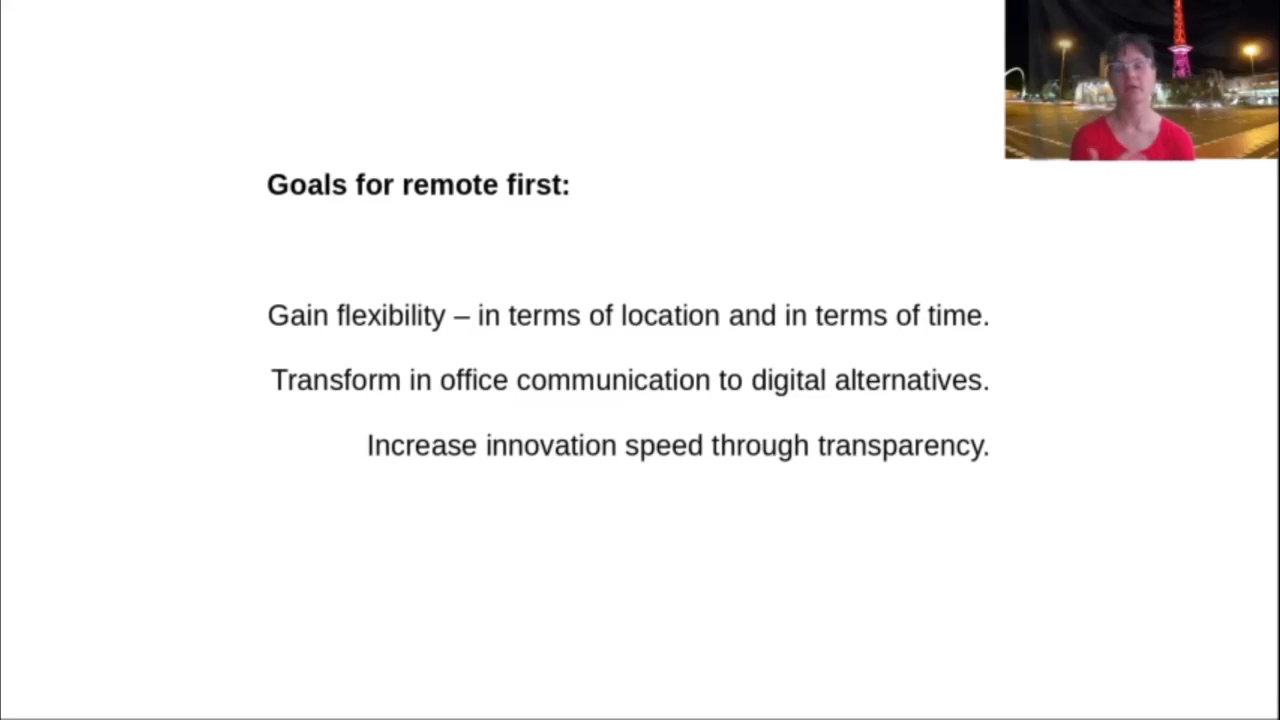 Goals for remote first:
Gain flexibility – in terms of location and in terms of time.
Transform in office communication to digital alternatives.
Increase innovation speed through transparency.